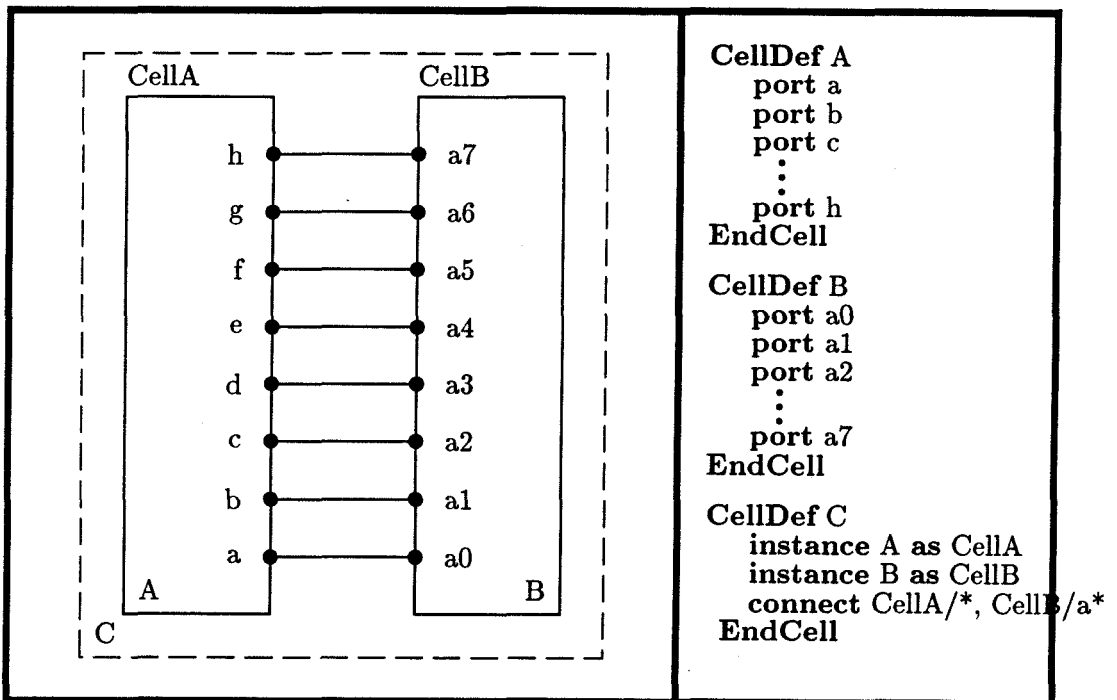 CellA CellB
h a7
g a6
f a5
e a4
d a3
c a2
b a1
a a0
A B
C
CellDef A
port a
port b
port c
port h
EndCell
CellDef B
port a0
port a1
port a2
port a7
EndCell
CellDef C
instance A as CellA
instance B as CellB
connect CellA/*, CellB/a*
EndCell